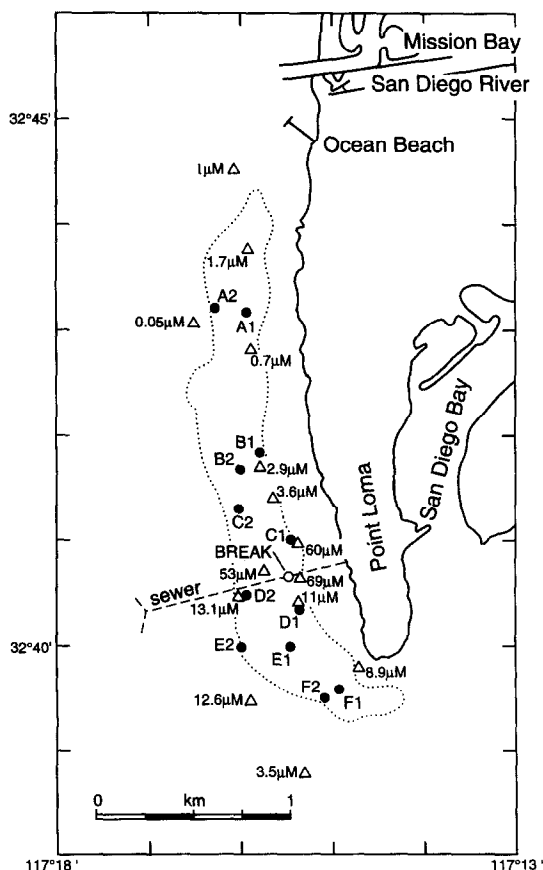 Mission Bay
San Diego River
32°45'
Ocean Beach
1μM
1.7μM
A2
0.05μM
A1
0.7μM
San Diego Bay
B1
B2
2.9μM
3.6μM
Point Loma
C2
C1
BREAK
60μM
53μM
69μM
sewer
13.1μM
D2
11μM
D1
32°40'
E2
E1
8.9μM
12.6μM
F2
F1
3.5μM
0 km 1
117°18' 117°13'